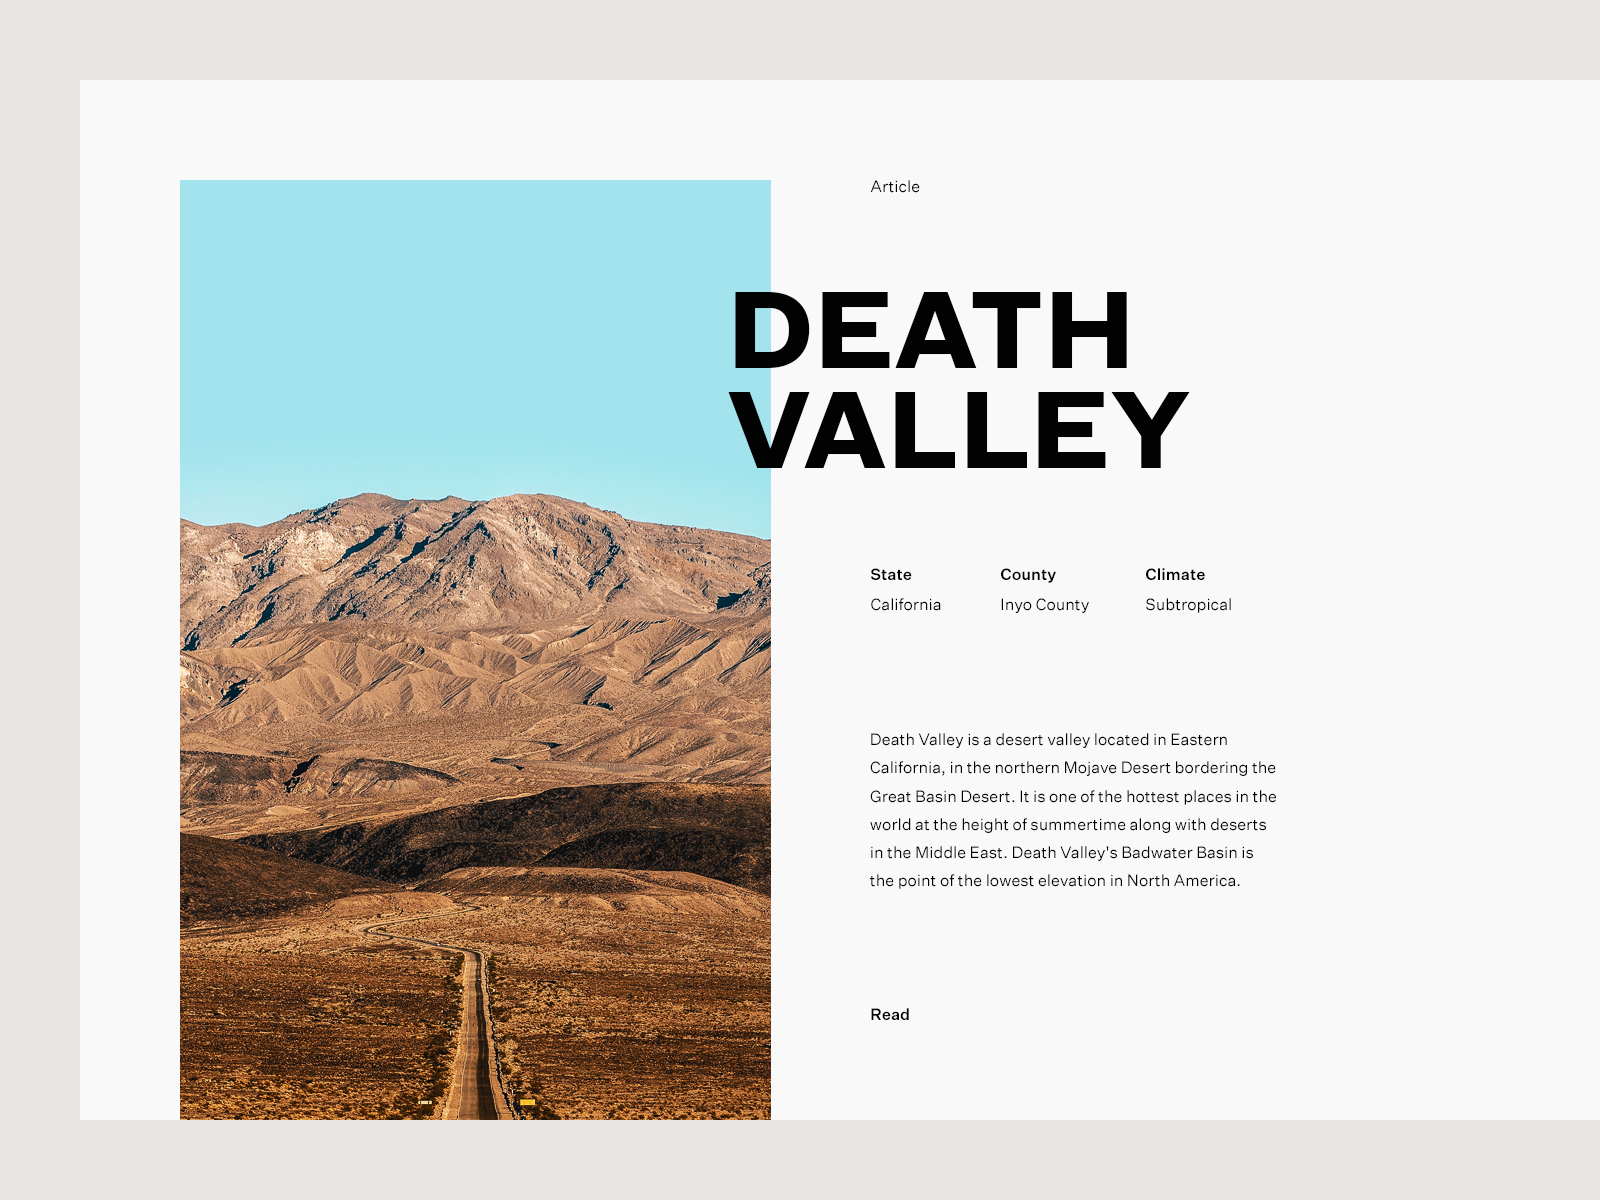 Article
DEATH
VALLEY
State County Climate
California Inyo County Subtropical
Death Valley is a desert valley located in Eastern
California, in the northern Mojave Desert bordering the
Great Basin Desert. It is one of the hottest places in the
world at the height of summertime along with deserts
in the Middle East. Death Valley's Badwater Basin is
the point of the lowest elevation in North America.
Read